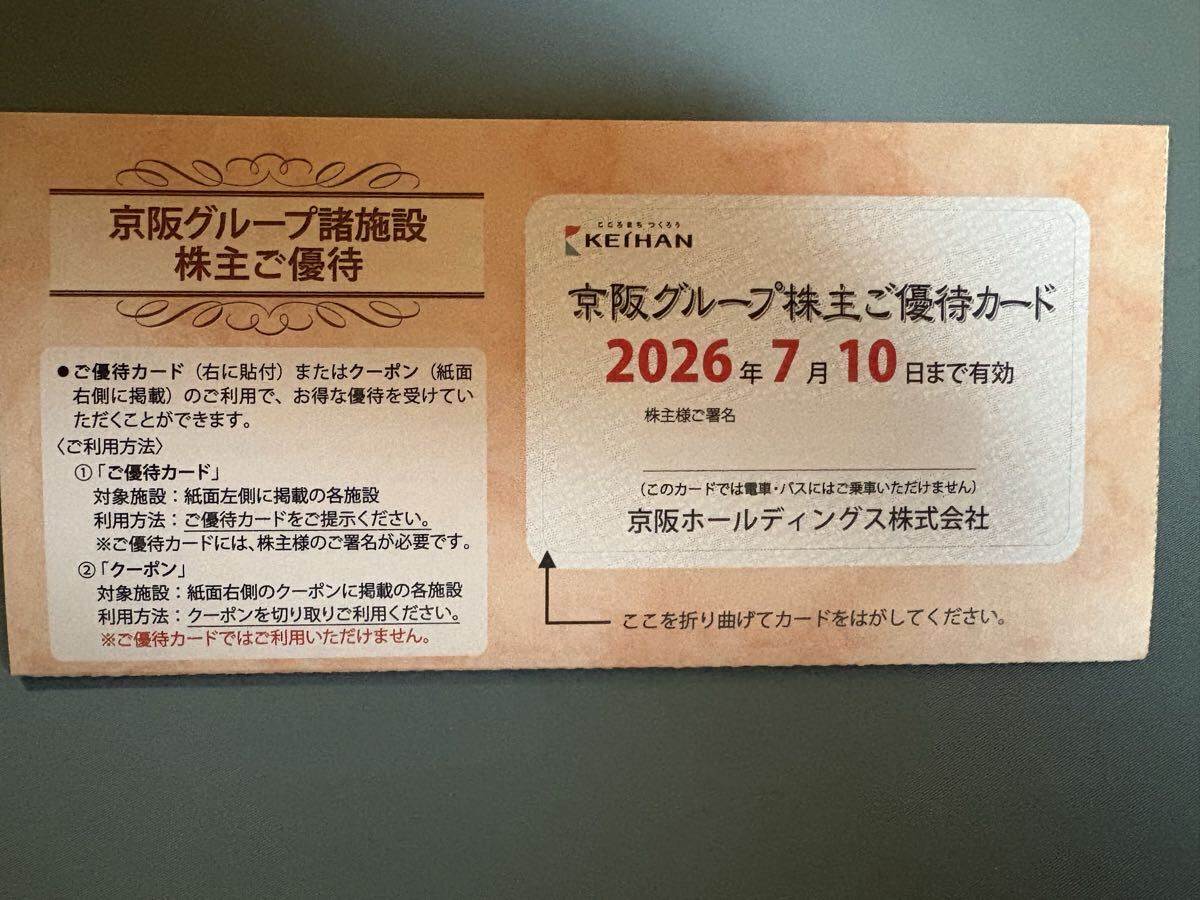 京阪グループ諸施設
株主ご優待
●ご優待カード（右に貼付）またはクーポン（紙面
右側に掲載）のご利用で、お得な優待を受けてい
ただくことができます。
〈ご利用方法〉
①「ご優待カード」
対象施設：紙面左側に掲載の各施設
利用方法：ご優待カードをご提示ください。
※ご優待カードには、株主様のご署名が必要です。
②「クーポン」
対象施設：紙面右側のクーポンに掲載の各施設
利用方法：クーポンを切り取りご利用ください。
※ご優待カードではご利用いただけません。
こころまち つくろう
KEIHAN
京阪グループ株主ご優待カード
2026年7月10日まで有効
株主様ご署名
（このカードでは電車・バスにはご乗車いただけません）
京阪ホールディングス株式会社
ここを折り曲げてカードをはがしてください。